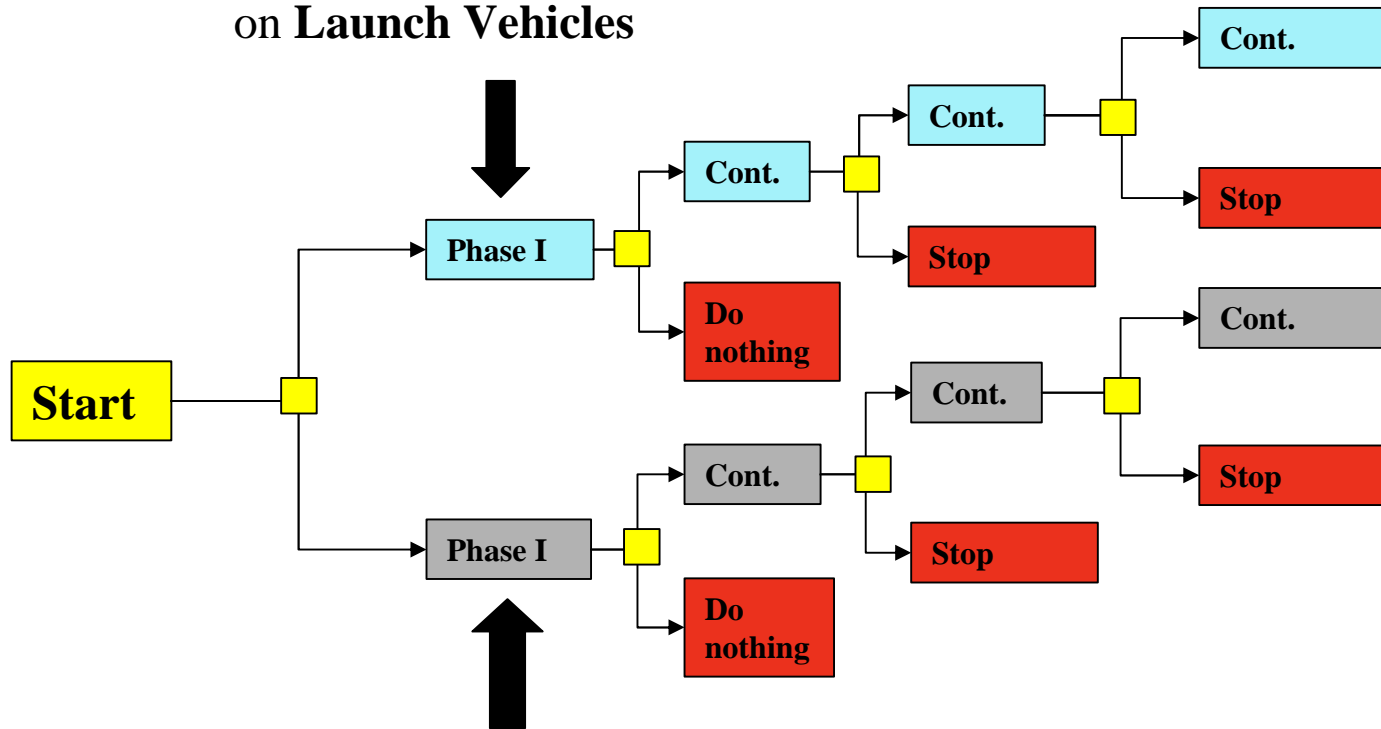 on Launch Vehicles
Cont.
Cont.
Cont.
Stop
Phase I
Stop
Do
nothing
Cont.
Start
Cont.
Cont.
Stop
Phase I
Stop
Do
nothing